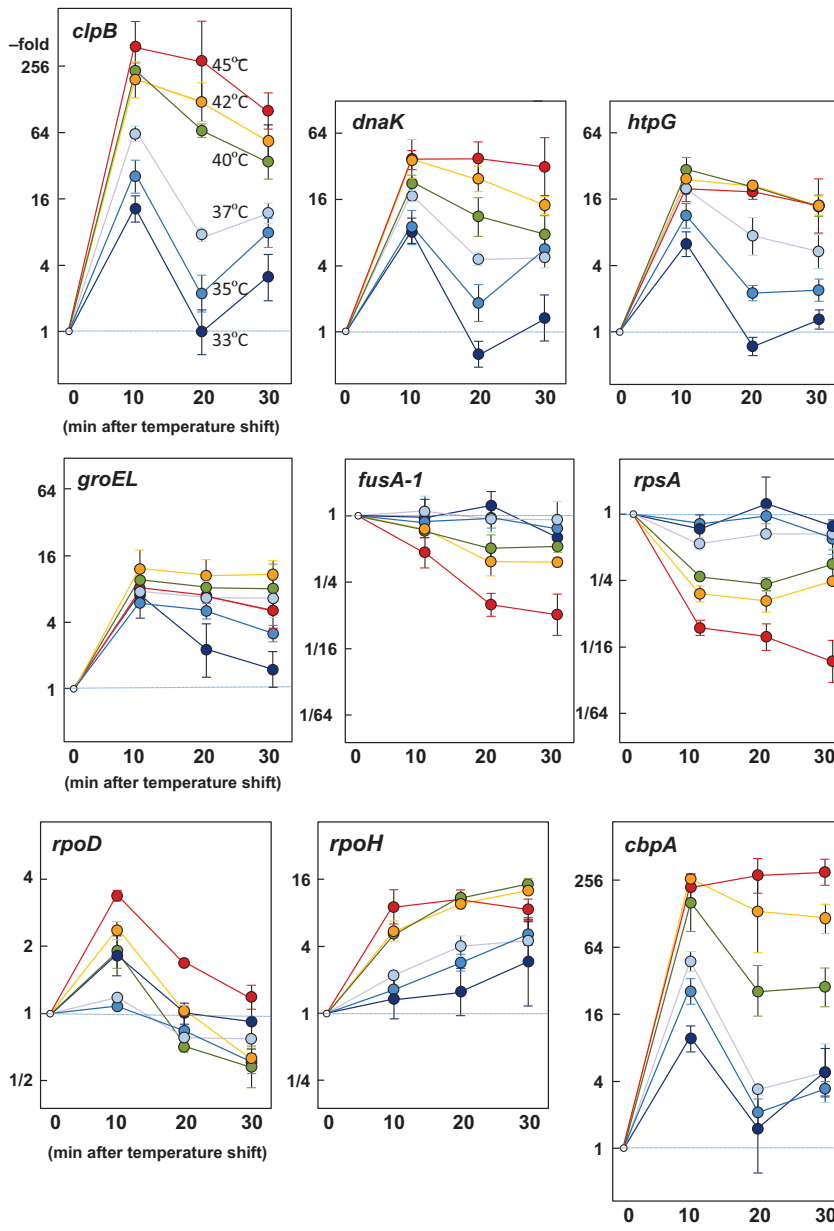 clpB
–fold
256
64
16
4
1
45°C
42°C
40°C
37°C
35°C
33°C
0 10 20 30
(min after temperature shift)
dnaK
64
16
4
1
0 10 20 30
htpG
64
16
4
1
0 10 20 30
groEL
64
16
4
1
0 10 20 30
(min after temperature shift)
fusA-1
1
1/4
1/16
1/64
0 10 20 30
rpsA
1
1/4
1/16
1/64
0 10 20 30
rpoD
4
2
1
1/2
0 10 20 30
(min after temperature shift)
rpoH
16
4
1
1/4
0 10 20 30
cbpA
256
64
16
4
1
0 10 20 30